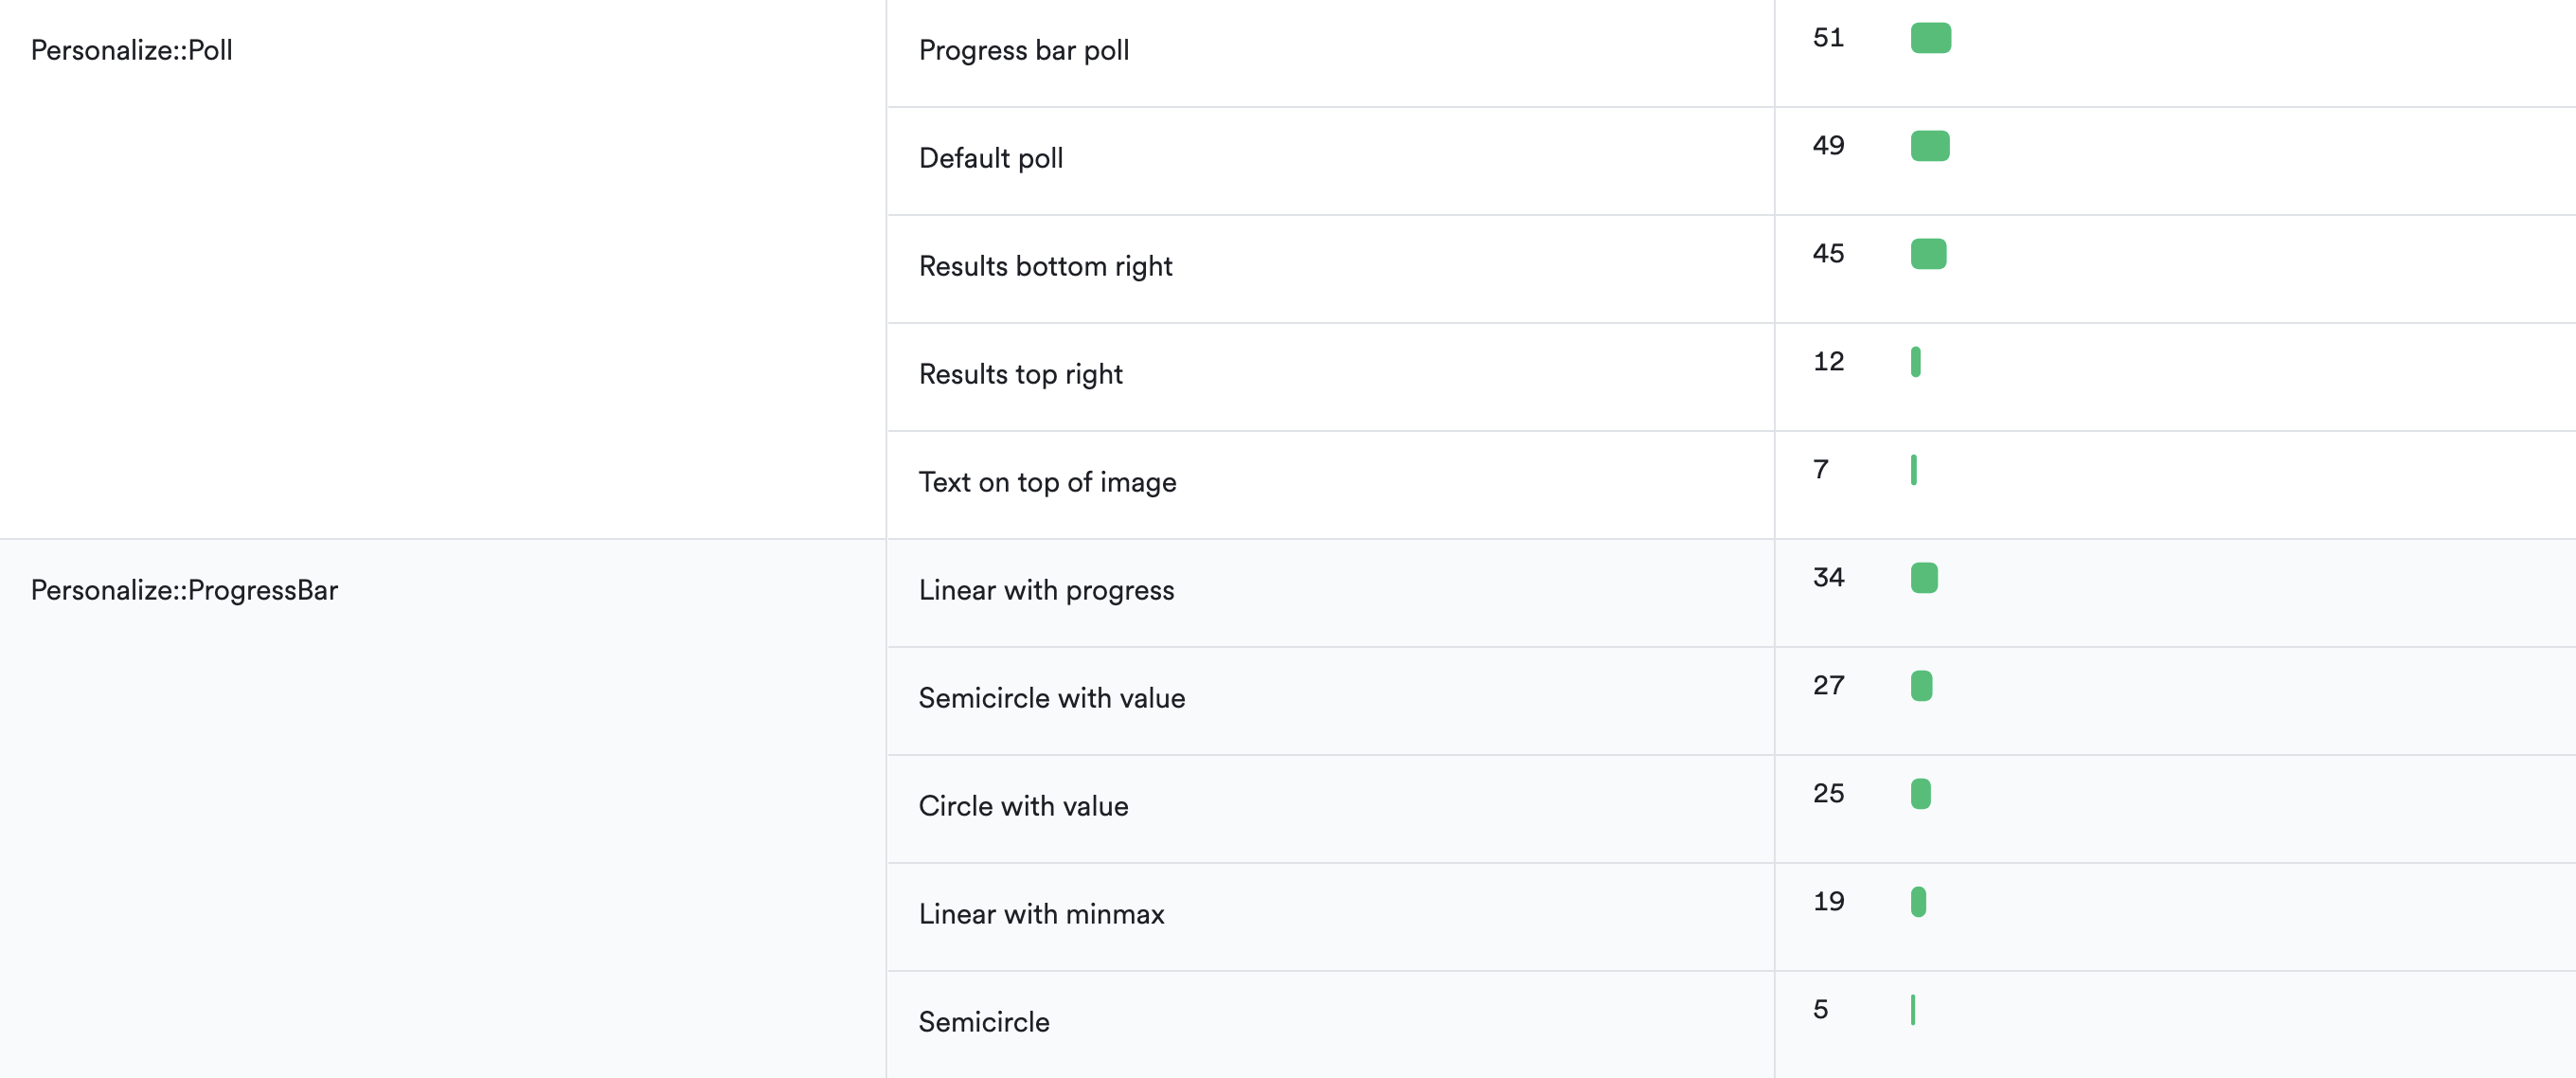 Personalize::Poll
Progress bar poll
51
Default poll
49
Results bottom right
45
Results top right
12
Text on top of image
7
Personalize::ProgressBar
Linear with progress
34
Semicircle with value
27
Circle with value
25
Linear with minmax
19
Semicircle
5